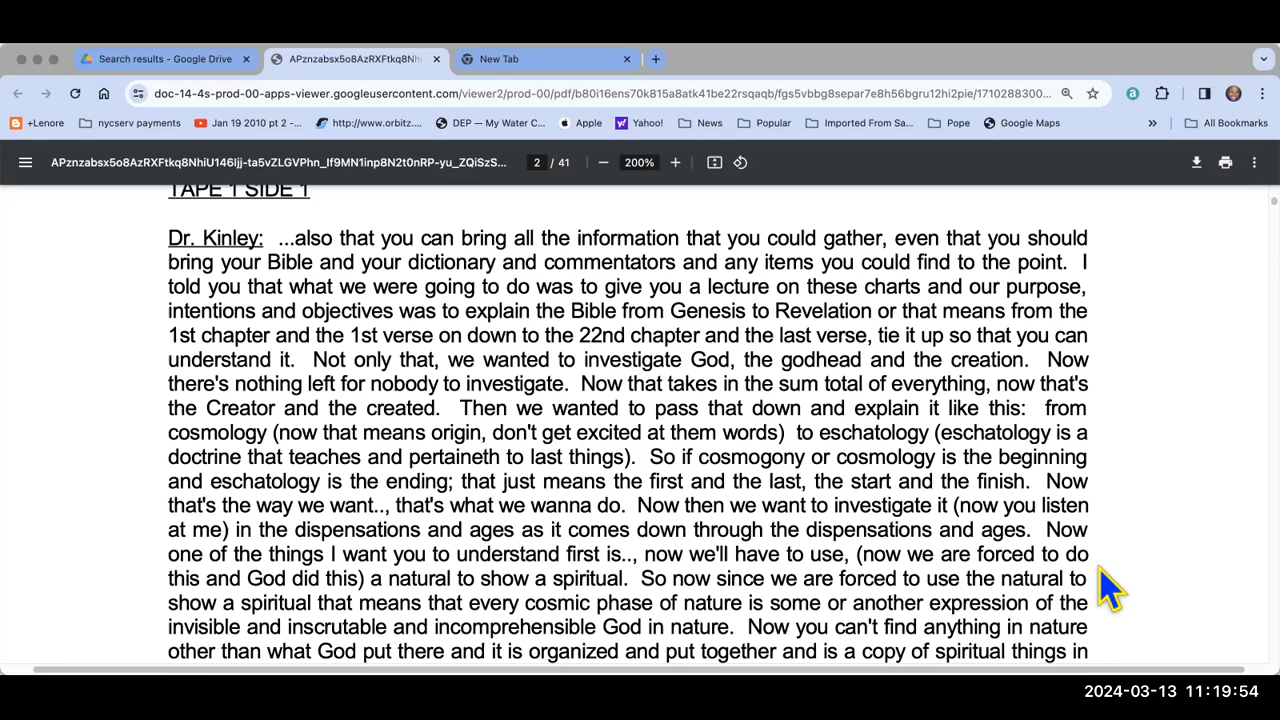 Search results - Google Drive
APznzabsx5o8AzRXFtkq8Nh
New Tab
doc-14-4s-prod-00-apps-viewer.googleusercontent.com/viewer2/prod-00/pdf/b80i16ens70k815a8atk41be22rsqaqb/fgs5vbbg8separ7e8h56bgru12hi2pie/1710288300...
+Lenore
nycserv payments
Jan 19 2010 pt 2 -...
http://www.orbitz...
DEP — My Water C...
Apple
Yahoo!
News
Popular
Imported From Sa...
Pope
Google Maps
All Bookmarks
2 / 41
200%
TAPE 1 SIDE 1
Dr. Kinley: ...also that you can bring all the information that you could gather, even that you should
bring your Bible and your dictionary and commentators and any items you could find to the point. I
told you that what we were going to do was to give you a lecture on these charts and our purpose,
intentions and objectives was to explain the Bible from Genesis to Revelation or that means from the
1st chapter and the 1st verse on down to the 22nd chapter and the last verse, tie it up so that you can
understand it. Not only that, we wanted to investigate God, the godhead and the creation. Now
there's nothing left for nobody to investigate. Now that takes in the sum total of everything, now that's
the Creator and the created. Then we wanted to pass that down and explain it like this: from
cosmology (now that means origin, don't get excited at them words) to eschatology (eschatology is a
doctrine that teaches and pertaineth to last things). So if cosmogony or cosmology is the beginning
and eschatology is the ending; that just means the first and the last, the start and the finish. Now
that's the way we want.., that's what we wanna do. Now then we want to investigate it (now you listen
at me) in the dispensations and ages as it comes down through the dispensations and ages. Now
one of the things I want you to understand first is.., now we'll have to use, (now we are forced to do
this and God did this) a natural to show a spiritual. So now since we are forced to use the natural to
show a spiritual that means that every cosmic phase of nature is some or another expression of the
invisible and inscrutable and incomprehensible God in nature. Now you can't find anything in nature
other than what God put there and it is organized and put together and is a copy of spiritual things in
2024-03-13 11:19:54